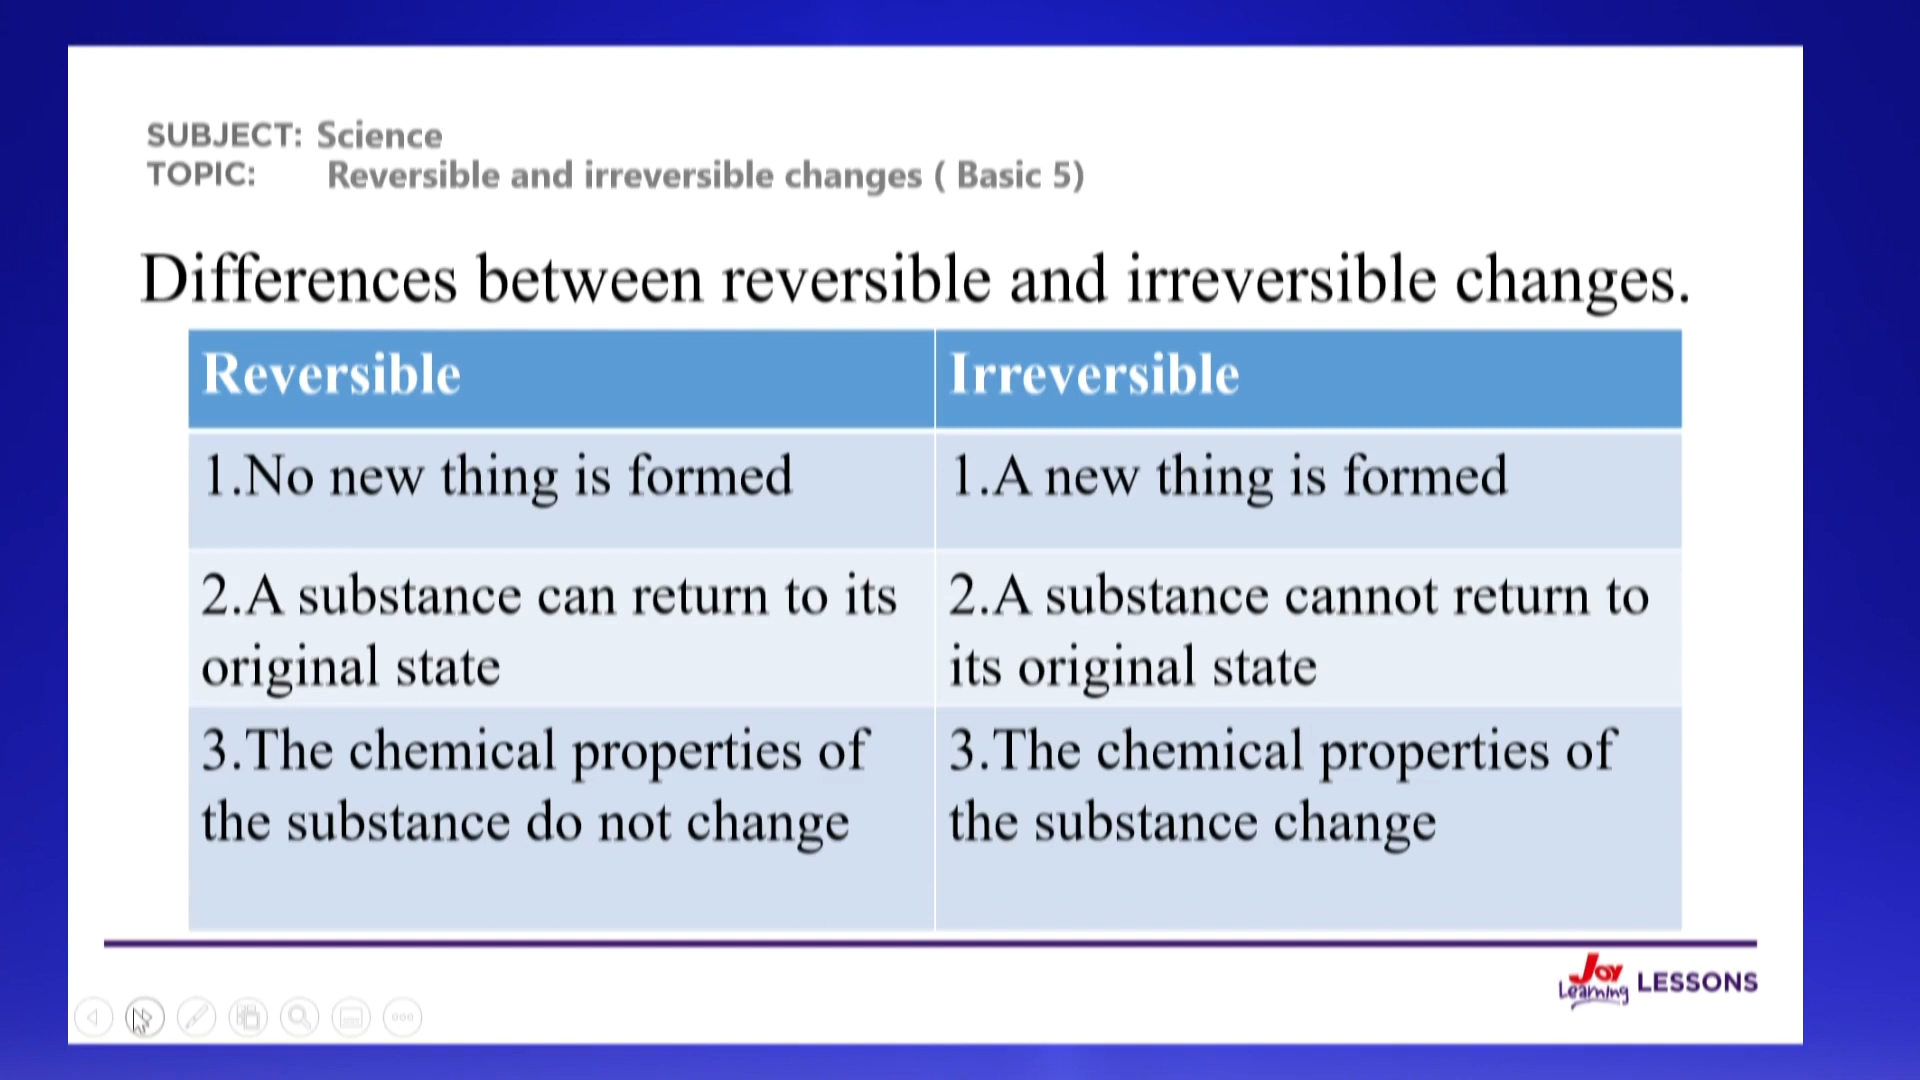 SUBJECT: Science
TOPIC: Reversible and irreversible changes ( Basic 5)
Differences between reversible and irreversible changes.
Reversible
Irreversible
1.No new thing is formed
1.A new thing is formed
2.A substance can return to its
original state
2.A substance cannot return to
its original state
3.The chemical properties of
the substance do not change
3.The chemical properties of
the substance change
Joy
Learning
LESSONS